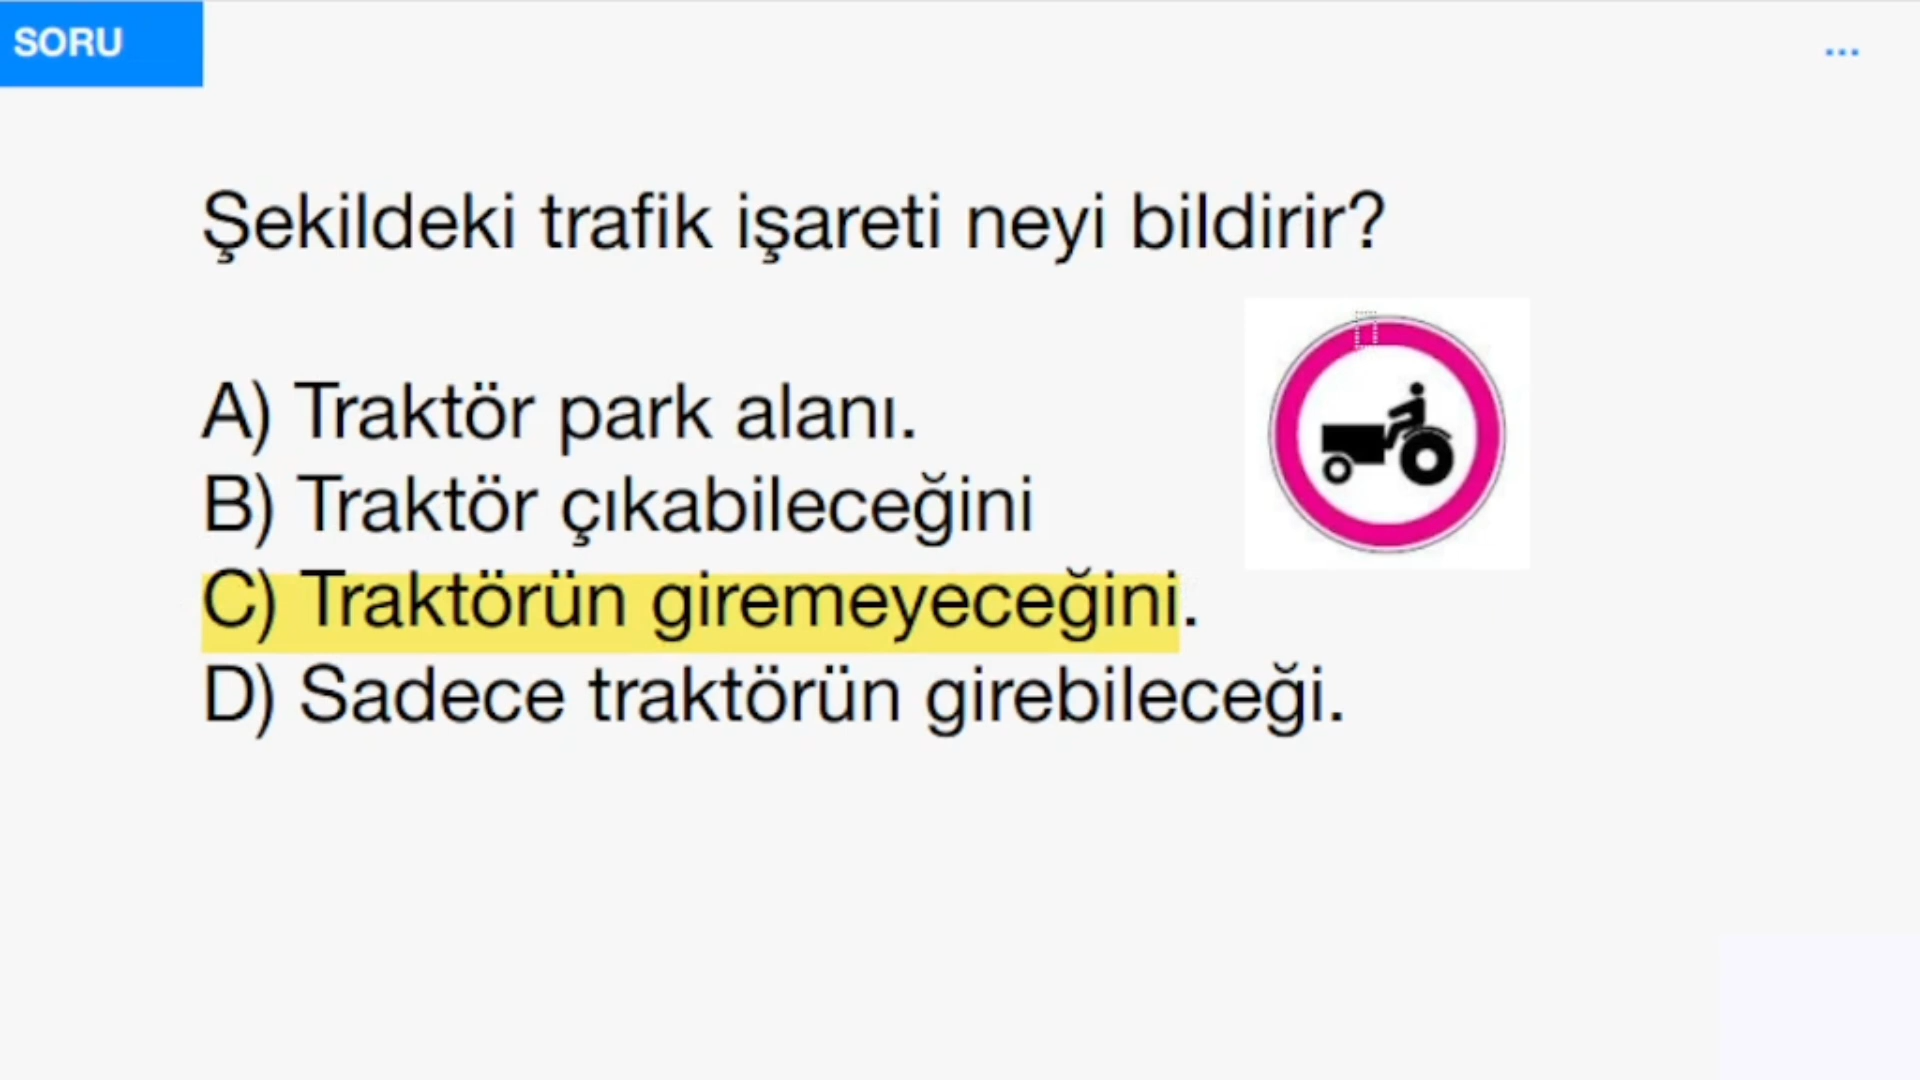 SORU
...
Şekildeki trafik işareti neyi bildirir?
A) Traktör park alanı.
B) Traktör çıkabileceğini
C) Traktörün giremeyeceğini.
D) Sadece traktörün girebileceği.